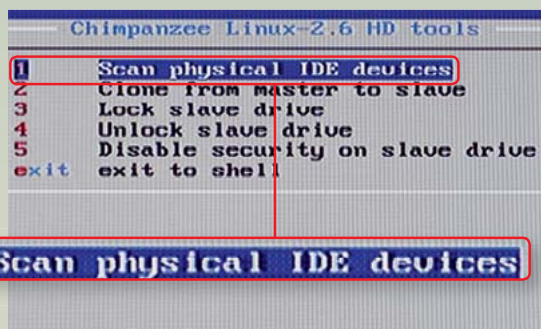 Chimpanzee Linux-2.6 HD tools
1 Scan physical IDE devices
2 Clone from master to slave
3 Lock slave drive
4 Unlock slave drive
5 Disable security on slave drive
exit exit to shell
Scan physical IDE devices